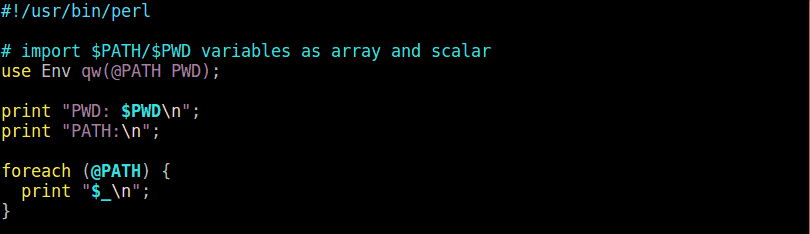 #!/usr/bin/perl
# import $PATH/$PWD variables as array and scalar
use Env qw(@PATH PWD);
print "PWD: $PWD\n";
print "PATH:\n";
foreach (@PATH) {
  print "$_\n";
}